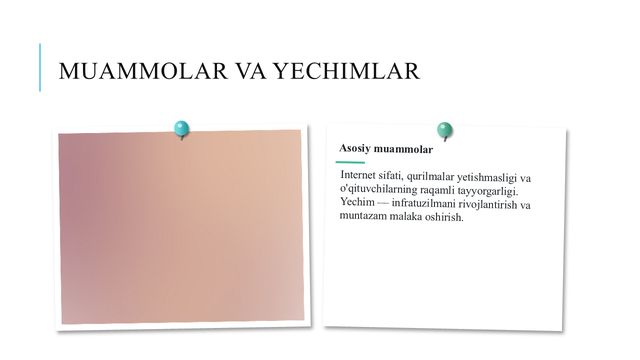 MUAMMOLAR VA YECHIMLAR
Asosiy muammolar
Internet sifati, qurilmalar yetishmasligi va
o'qituvchilarning raqamli tayyorgarligi.
Yechim — infratuzilmani rivojlantirish va
muntazam malaka oshirish.